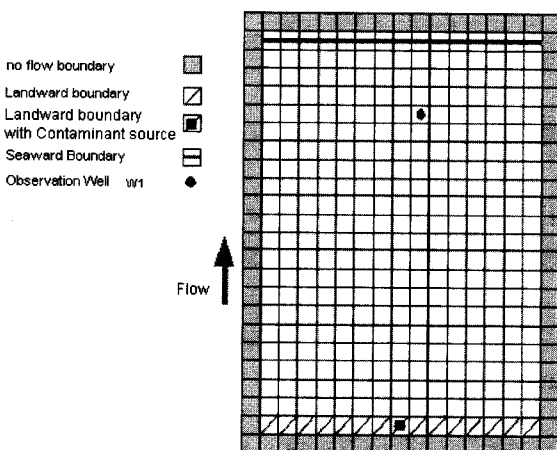 no flow boundary
Landward boundary
Landward boundary
with Contaminant source
Seaward Boundary
Observation Well W1
Flow